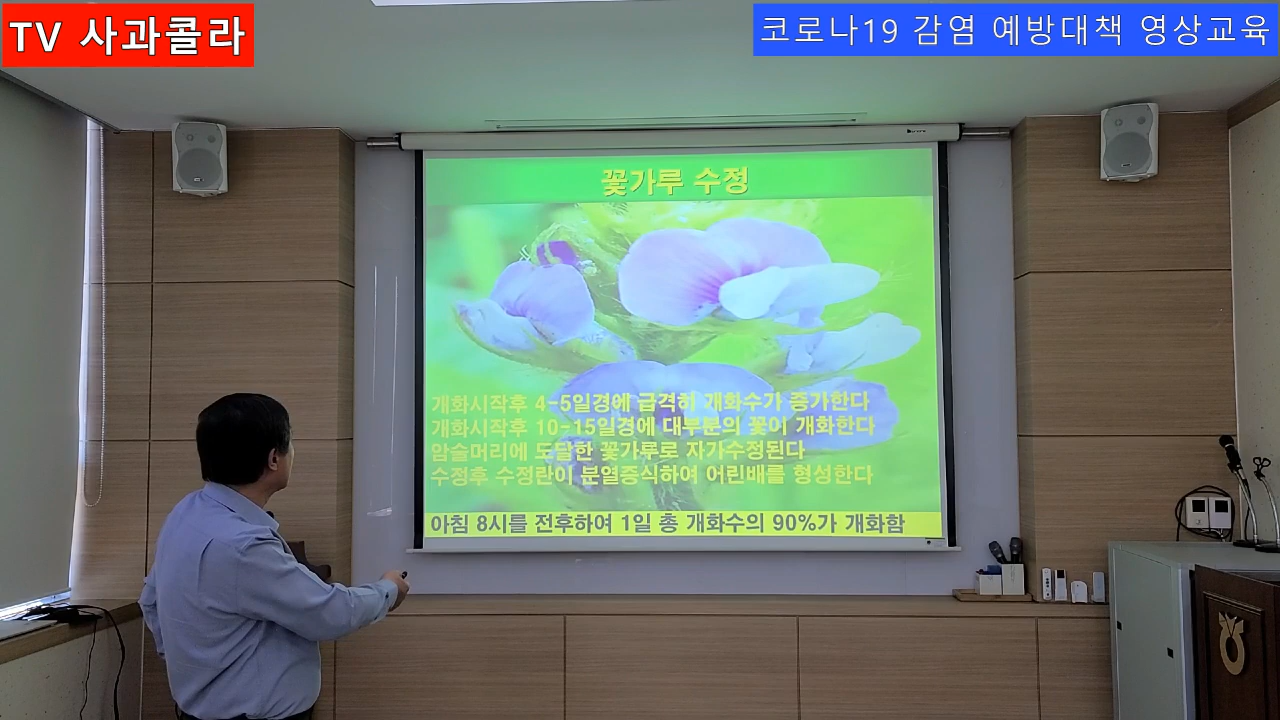 TV 사과콜라
코로나19 감염 예방대책 영상교육
꽃가루 수정
개화시작후 4-5일경에 급격히 개화수가 증가한다
개화시작후 10-15일경에 대부분의 꽃이 개화한다
암술머리에 도달한 꽃가루로 자가수정된다
수정후 수정란이 분열증식하여 어린배를 형성한다
아침 8시를 전후하여 1일 총 개화수의 90%가 개화함